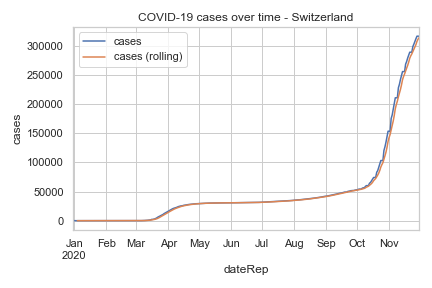 COVID-19 cases over time - Switzerland
cases
cases (rolling)
300000
250000
200000
150000
100000
50000
0
cases
Jan Feb Mar Apr May Jun Jul Aug Sep Oct Nov
2020
dateRep